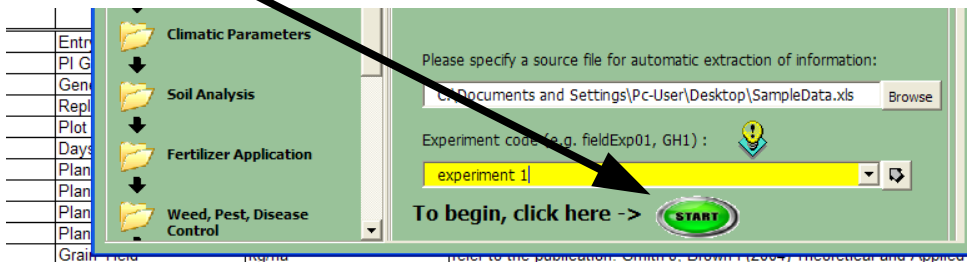 Entry
PI G
Gene
Repl
Plot
Days
Plan
Plan
Plan
Plan
Grain Yield
kg/ha
refer to the publication: Smith J, Brown P (2004) Theoretical and Applied
Climatic Parameters
Soil Analysis
Fertilizer Application
Weed, Pest, Disease
Control
Please specify a source file for automatic extraction of information:
C:\Documents and Settings\Pc-User\Desktop\SampleData.xls
Browse
Experiment code (e.g. fieldExp01, GH1) :
experiment 1
To begin, click here ->
START